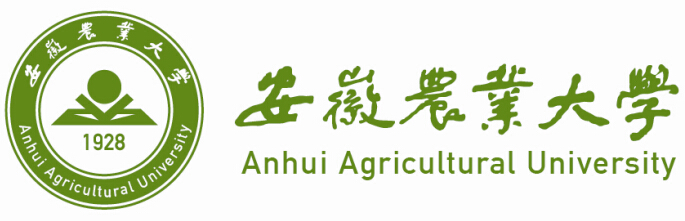 安徽農業大學
1928
Anhui Agricultural University
安徽農業大學
Anhui Agricultural University